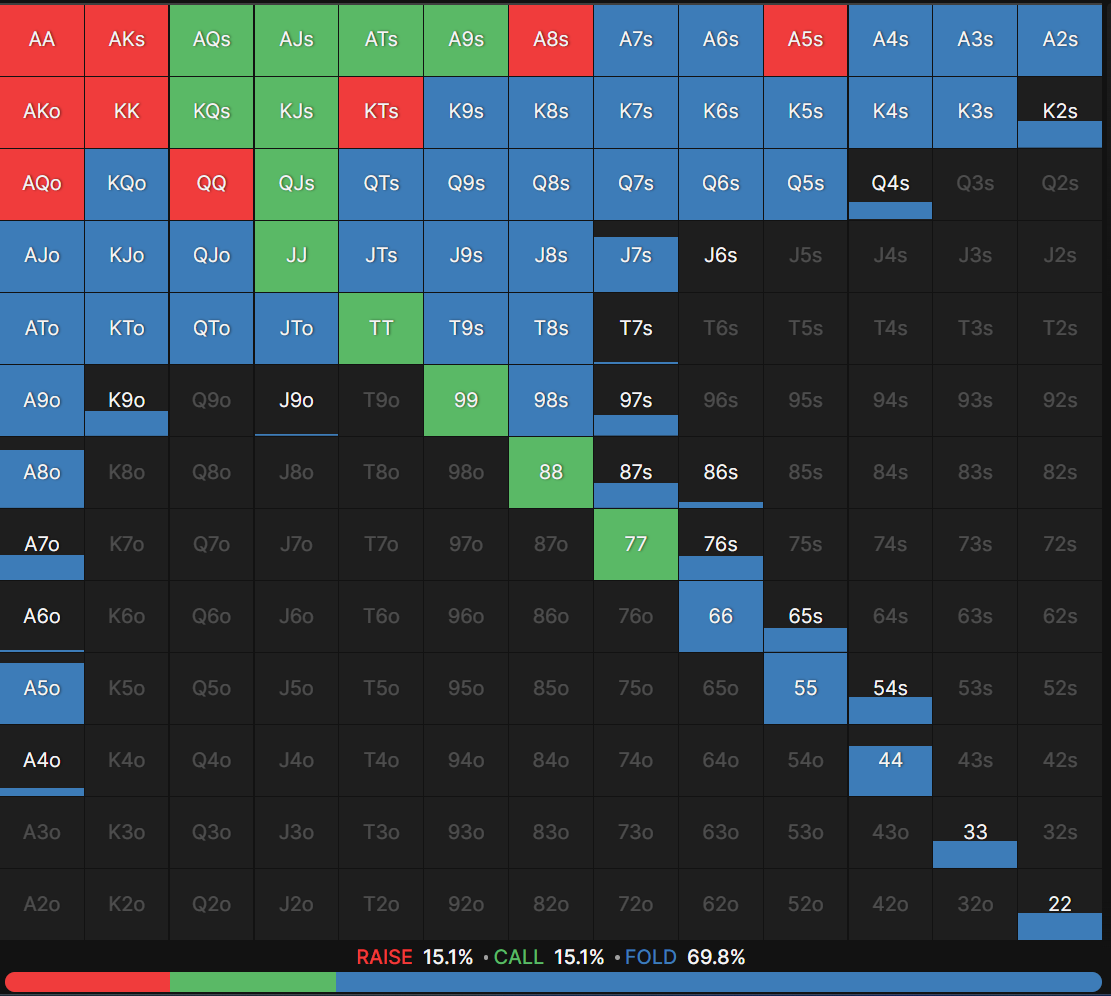 AA AKs AQs AJs ATs A9s A8s A7s A6s A5s A4s A3s A2s
AKo KK KQs KJs KTs K9s K8s K7s K6s K5s K4s K3s K2s
AQo KQo QQ QJs QTs Q9s Q8s Q7s Q6s Q5s Q4s Q3s Q2s
AJo KJo QJo JJ JTs J9s J8s J7s J6s J5s J4s J3s J2s
ATo KTo QTo JTo TT T9s T8s T7s T6s T5s T4s T3s T2s
A9o K9o Q9o J9o T9o 99 98s 97s 96s 95s 94s 93s 92s
A8o K8o Q8o J8o T8o 98o 88 87s 86s 85s 84s 83s 82s
A7o K7o Q7o J7o T7o 97o 87o 77 76s 75s 74s 73s 72s
A6o K6o Q6o J6o T6o 96o 86o 76o 66 65s 64s 63s 62s
A5o K5o Q5o J5o T5o 95o 85o 75o 65o 55 54s 53s 52s
A4o K4o Q4o J4o T4o 94o 84o 74o 64o 54o 44 43s 42s
A3o K3o Q3o J3o T3o 93o 83o 73o 63o 53o 43o 33 32s
A2o K2o Q2o J2o T2o 92o 82o 72o 62o 52o 42o 32o 22
RAISE 15.1% • CALL 15.1% • FOLD 69.8%